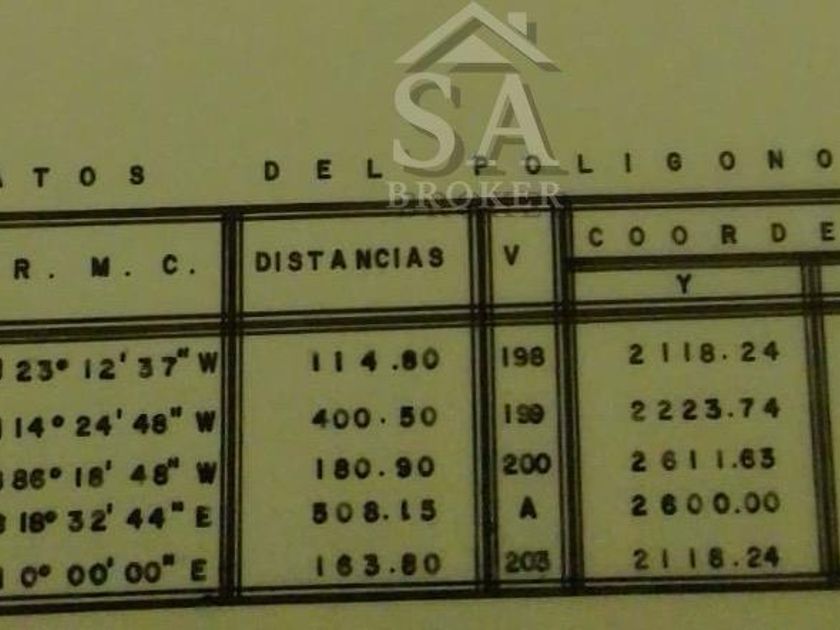 SA
BROKER
ATOS DEL POLIGONO
R. M. C. DISTANCIAS V COORDE
Y
23° 12' 37" W 114.80 198 2118.24
14° 24' 48" W 400.50 199 2223.74
86° 18' 48" W 180.90 200 2611.63
18° 32' 44" E 508.15 A 2600.00
0° 00' 00" E 163.80 203 2118.24